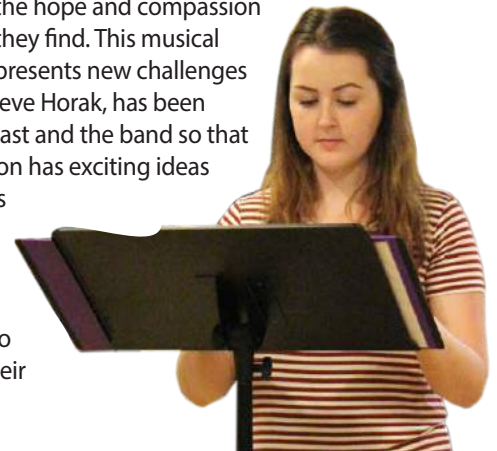 the hope and compassion
they find. This musical
presents new challenges
eve Horak, has been
ast and the band so that
on has exciting ideas
s
o
eir